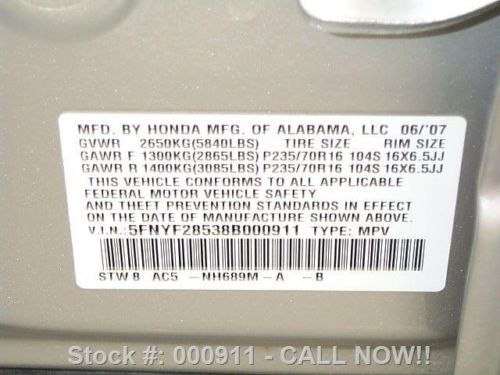 MFD. BY HONDA MFG. OF ALABAMA, LLC 06/'07
GVWR 2650KG(5840LBS) TIRE SIZE RIM SIZE
GAWR F 1300KG(2865LBS) P235/70R16 104S 16X6.5JJ
GAWR R 1400KG(3085LBS) P235/70R16 104S 16X6.5JJ
THIS VEHICLE CONFORMS TO ALL APPLICABLE
FEDERAL MOTOR VEHICLE SAFETY
AND THEFT PREVENTION STANDARDS IN EFFECT
ON THE DATE OF MANUFACTURE SHOWN ABOVE.
V.I.N.: 5FNYF28538B000911 TYPE: MPV
STW8 AC5 -NH689M-A -B
Stock #: 000911 - CALL NOW!!